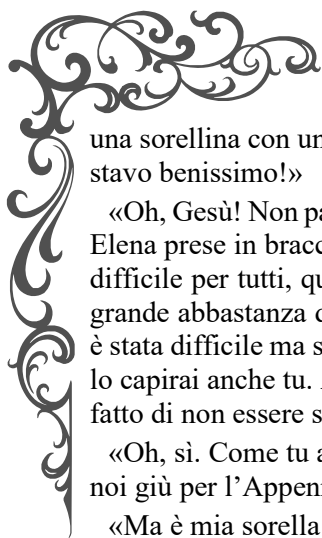 una sorellina con un
stavo benissimo!»
«Oh, Gesù! Non pa
Elena prese in bracc
difficile per tutti, qu
grande abbastanza d
è stata difficile ma s
lo capirai anche tu.
fatto di non essere s
«Oh, sì. Come tu a
noi giù per l’Appenn
«Ma è mia sorella